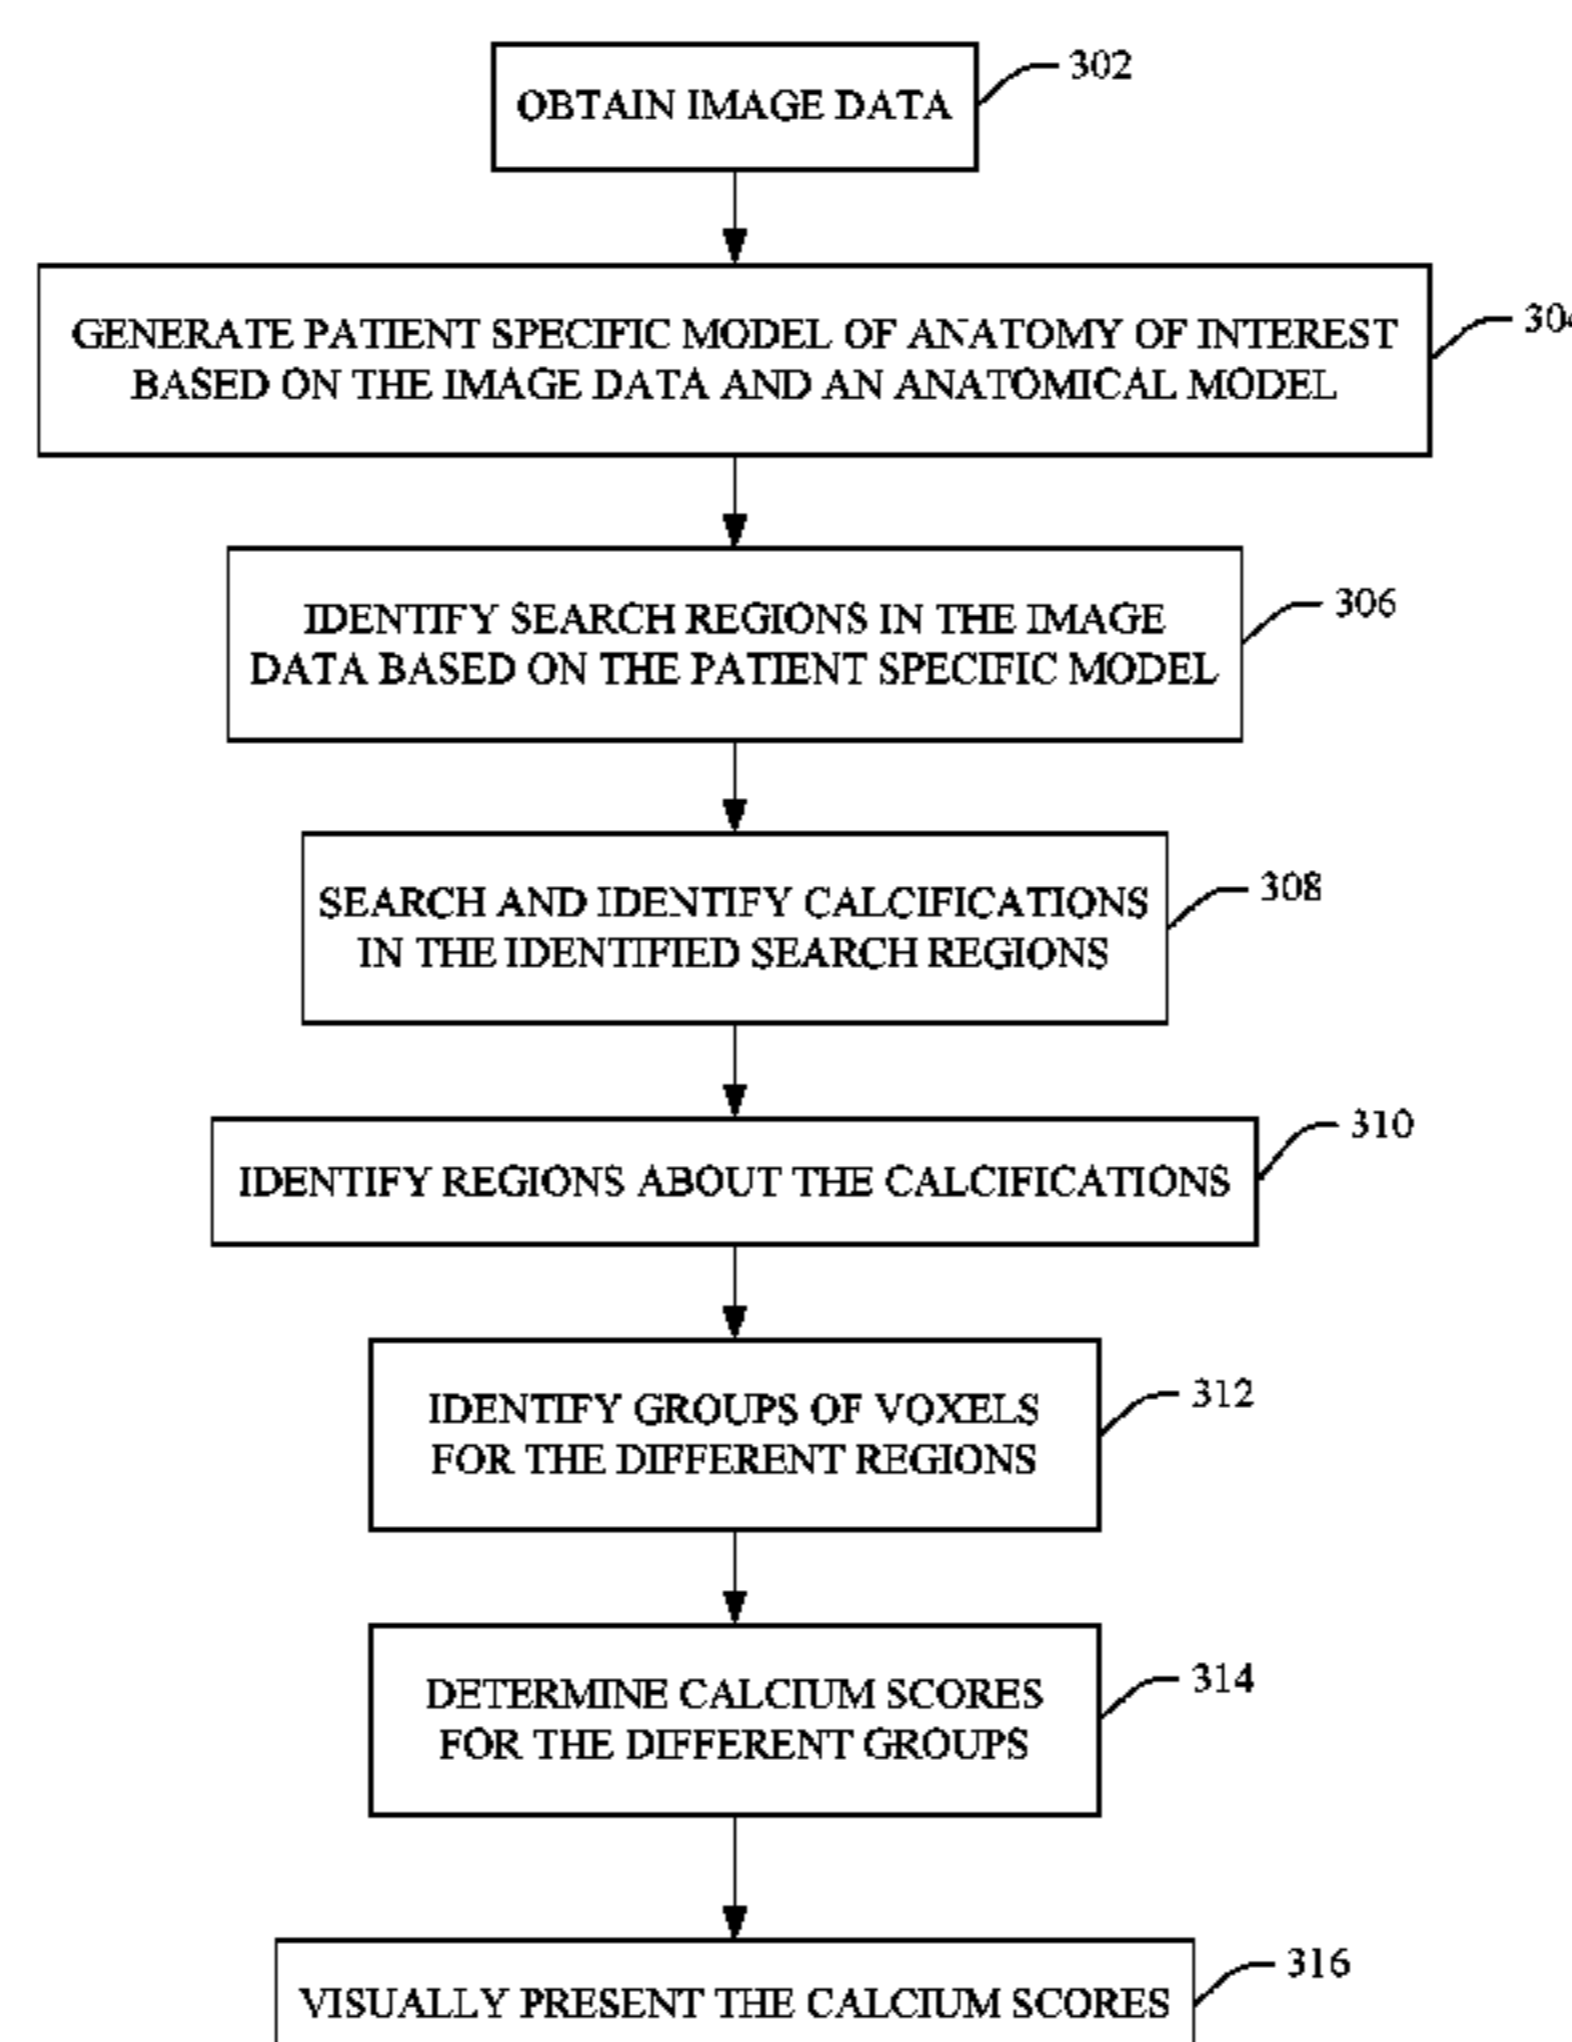 OBTAIN IMAGE DATA
302
GENERATE PATIENT SPECIFIC MODEL OF ANATOMY OF INTEREST
BASED ON THE IMAGE DATA AND AN ANATOMICAL MODEL
IDENTIFY SEARCH REGIONS IN THE IMAGE
DATA BASED ON THE PATIENT SPECIFIC MODEL
306
SEARCH AND IDENTIFY CALCIFICATIONS
IN THE IDENTIFIED SEARCH REGIONS
308
IDENTIFY REGIONS ABOUT THE CALCIFICATIONS
310
IDENTIFY GROUPS OF VOXELS
FOR THE DIFFERENT REGIONS
312
DETERMINE CALCIUM SCORES
FOR THE DIFFERENT GROUPS
314
VISUALLY PRESENT THE CALCIUM SCORES
316